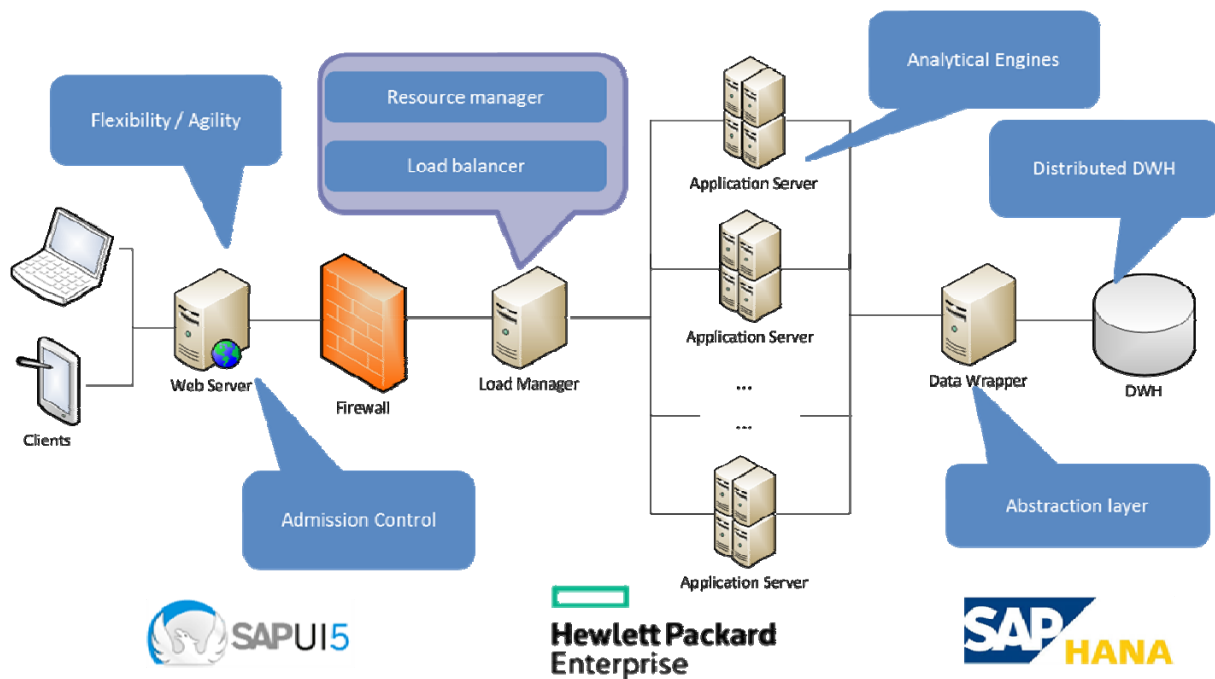 Flexibility / Agility
Resource manager
Load balancer
Analytical Engines
Distributed DWH
Application Server
Application Server
...
...
Application Server
Clients
Web Server
Firewall
Load Manager
Data Wrapper
DWH
Admission Control
Abstraction layer
SAPUI5
Hewlett Packard
Enterprise
SAP HANA